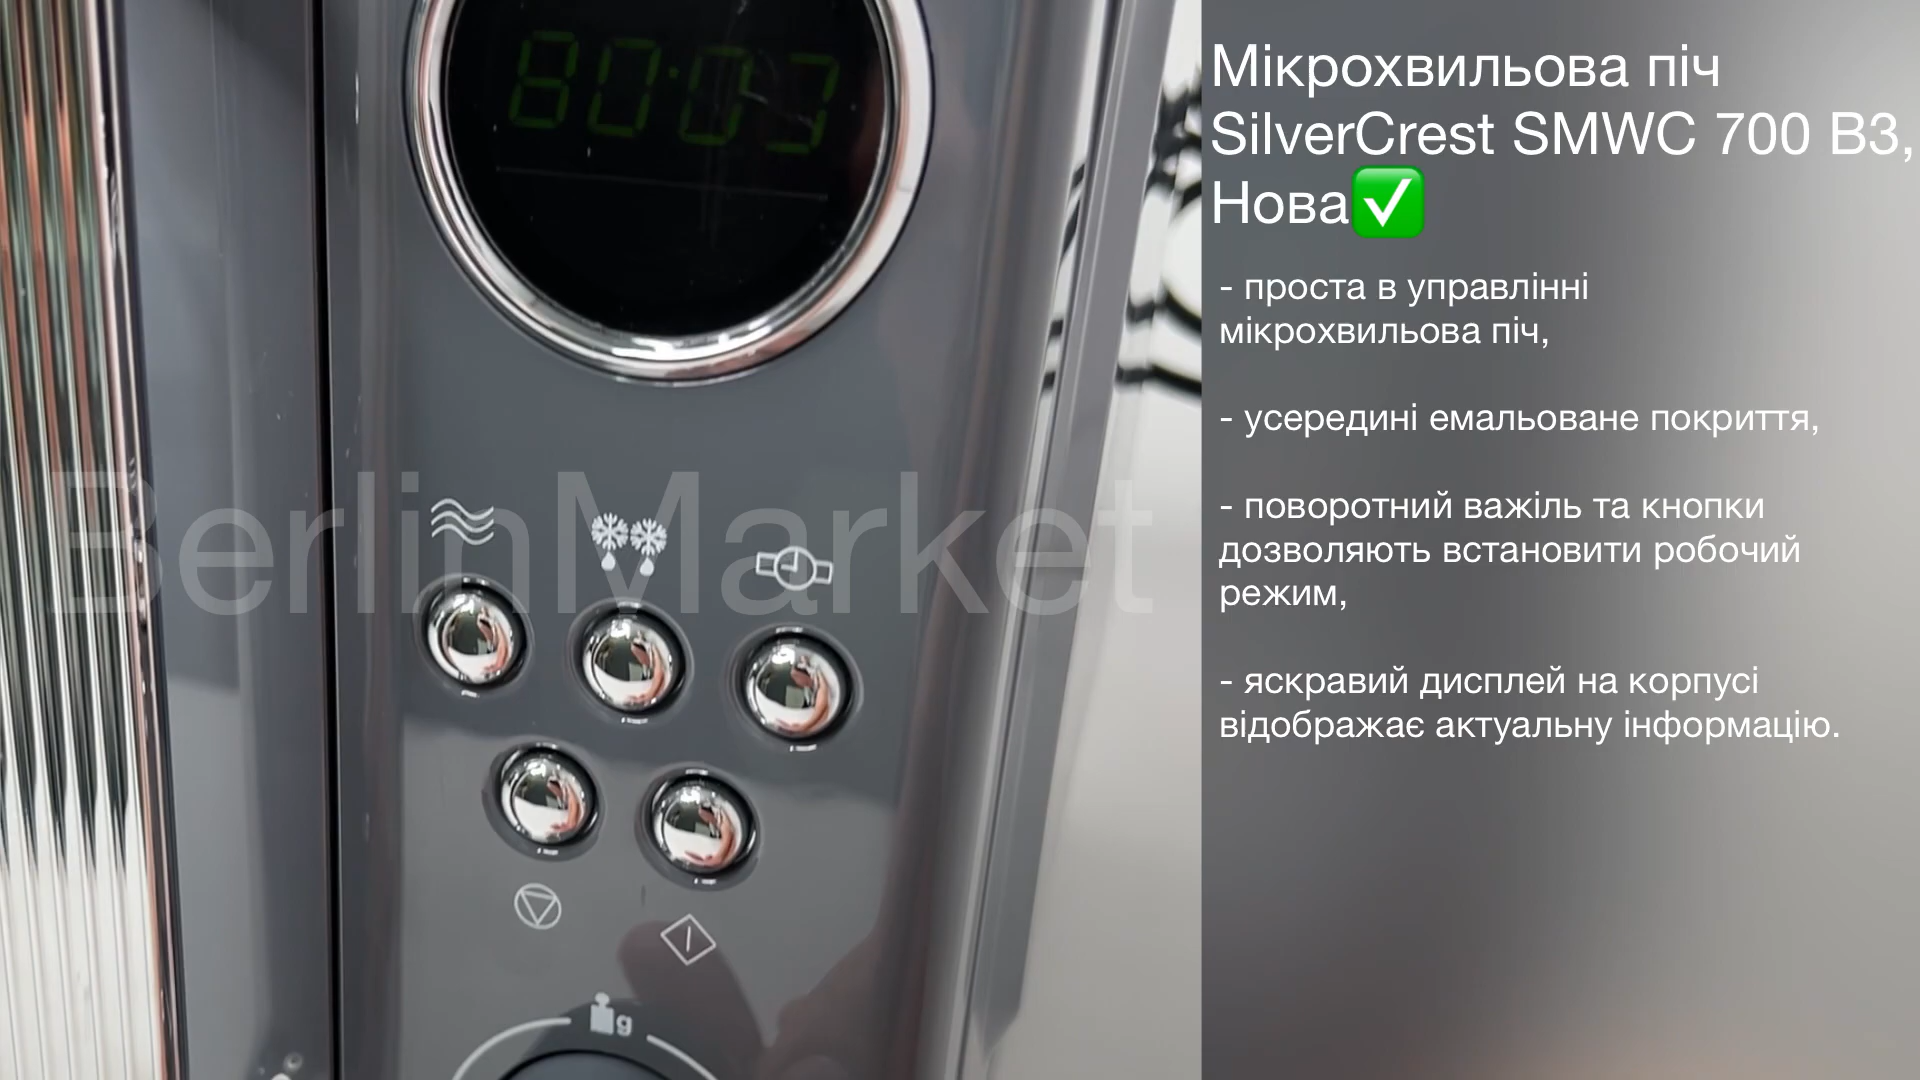 Мікрохвильова піч
SilverCrest SMWC 700 B3,
Нова✅
- проста в управлінні
мікрохвильова піч,
- усередині емальоване покриття,
- поворотний важіль та кнопки
дозволяють встановити робочий
режим,
- яскравий дисплей на корпусі
відображає актуальну інформацію.
BerlinMarket
g